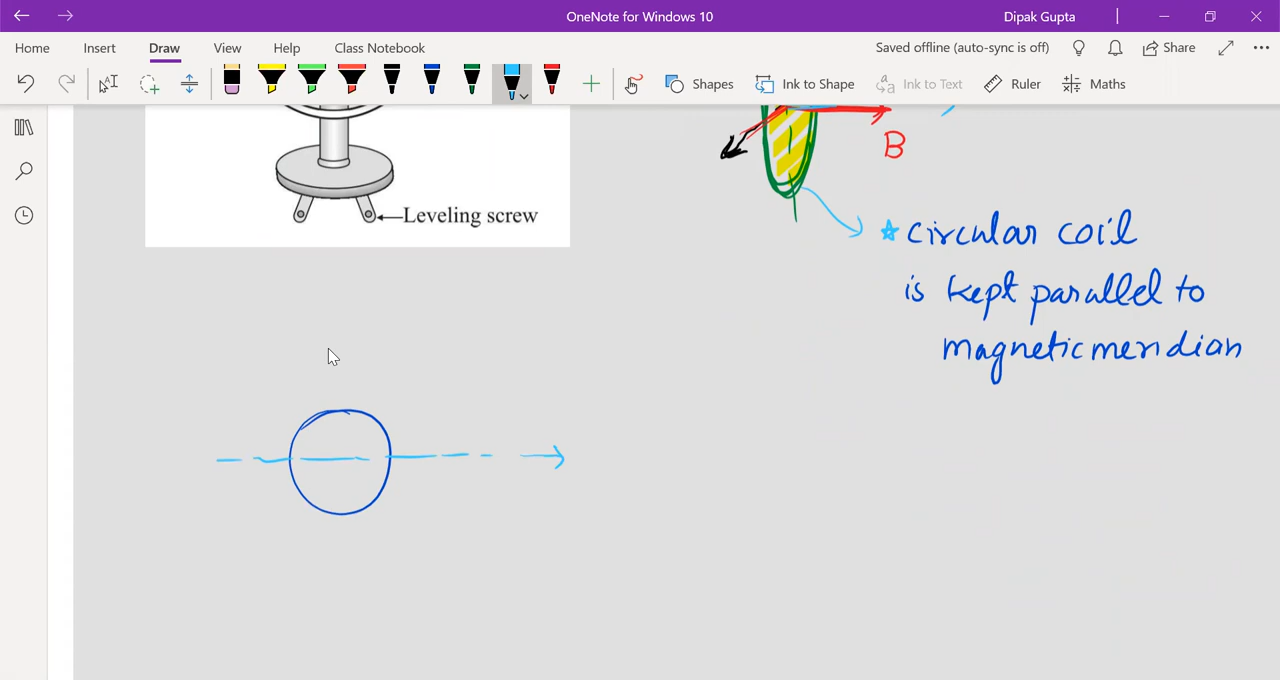 OneNote for Windows 10
Dipak Gupta
Home Insert Draw View Help Class Notebook
Saved offline (auto-sync is off) Share
Shapes Ink to Shape Ink to Text Ruler Maths
B
Leveling screw
circular coil
is kept parallel to
magnetic meridian